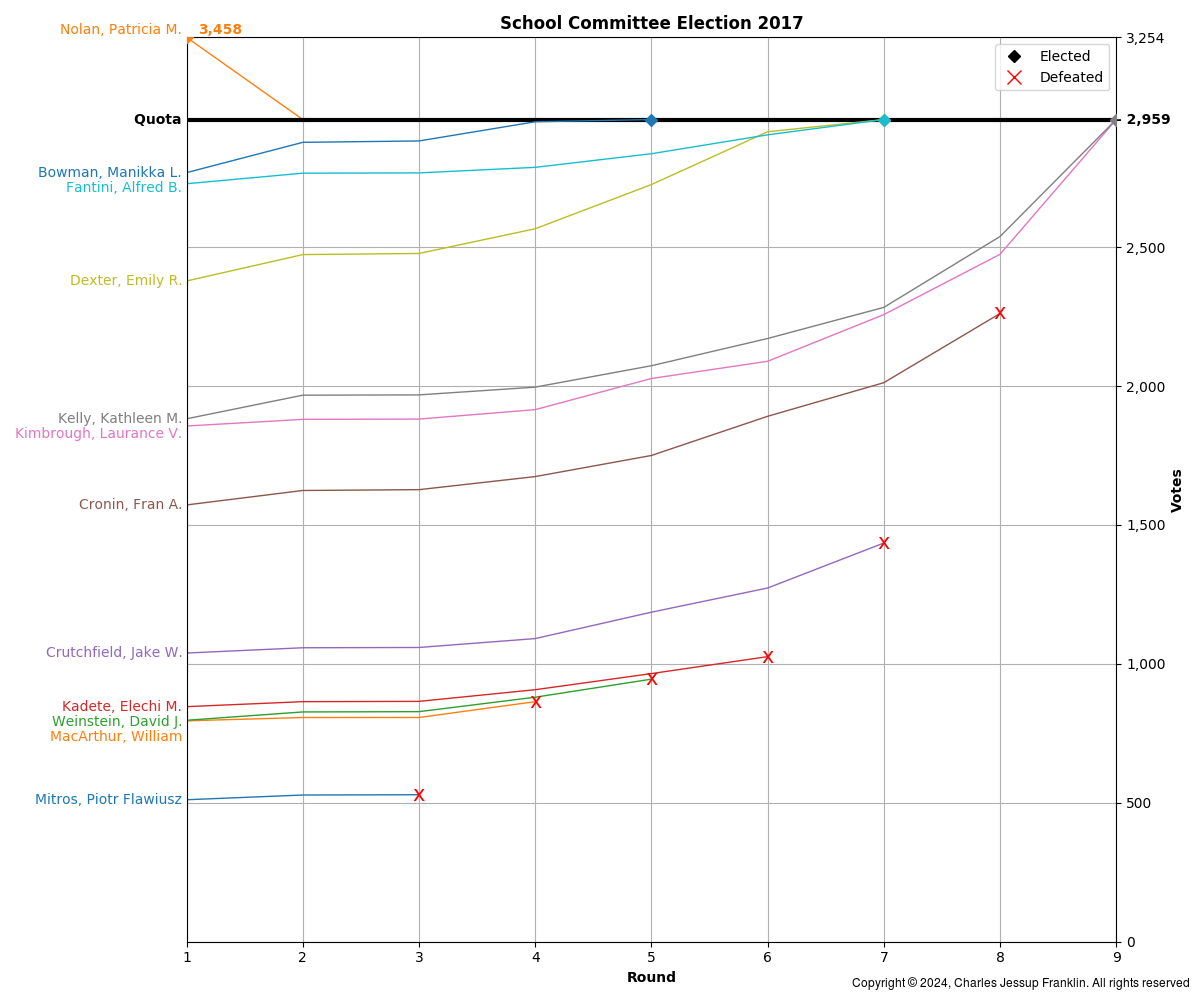 School Committee Election 2017
Nolan, Patricia M.
3,458
3,254
Elected
Defeated
Quota
2,959
Bowman, Manikka L.
Fantini, Alfred B.
2,500
Dexter, Emily R.
2,000
Kelly, Kathleen M.
Kimbrough, Laurance V.
Votes
Cronin, Fran A.
1,500
Crutchfield, Jake W.
1,000
Kadete, Elechi M.
Weinstein, David J.
MacArthur, William
Mitros, Piotr Flawiusz
500
0
1 2 3 4 5 6 7 8 9
Round
Copyright © 2024, Charles Jessup Franklin. All rights reserved